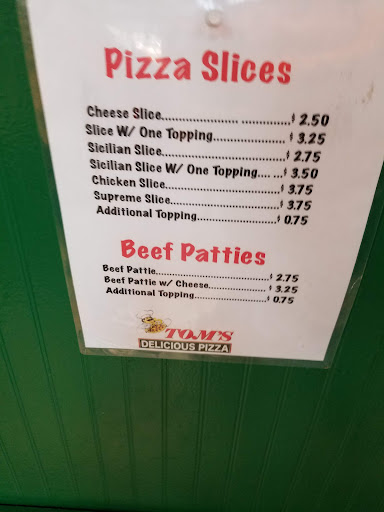 Pizza Slices
Cheese Slice........................ ...............$ 2.50
Slice W/ One Topping........................ $ 3.25
Sicilian Slice.........................................$ 2.75
Sicilian Slice W/ One Topping.... ...$ 3.50
Chicken Slice.....................................$ 3.75
Supreme Slice....................................$ 3.75
Additional Topping..........................$ 0.75
Beef Patties
Beef Pattie.........................................$ 2.75
Beef Pattie w/ Cheese.....................$ 3.25
Additional Topping..........................$ 0.75
TOM'S
DELICIOUS PIZZA